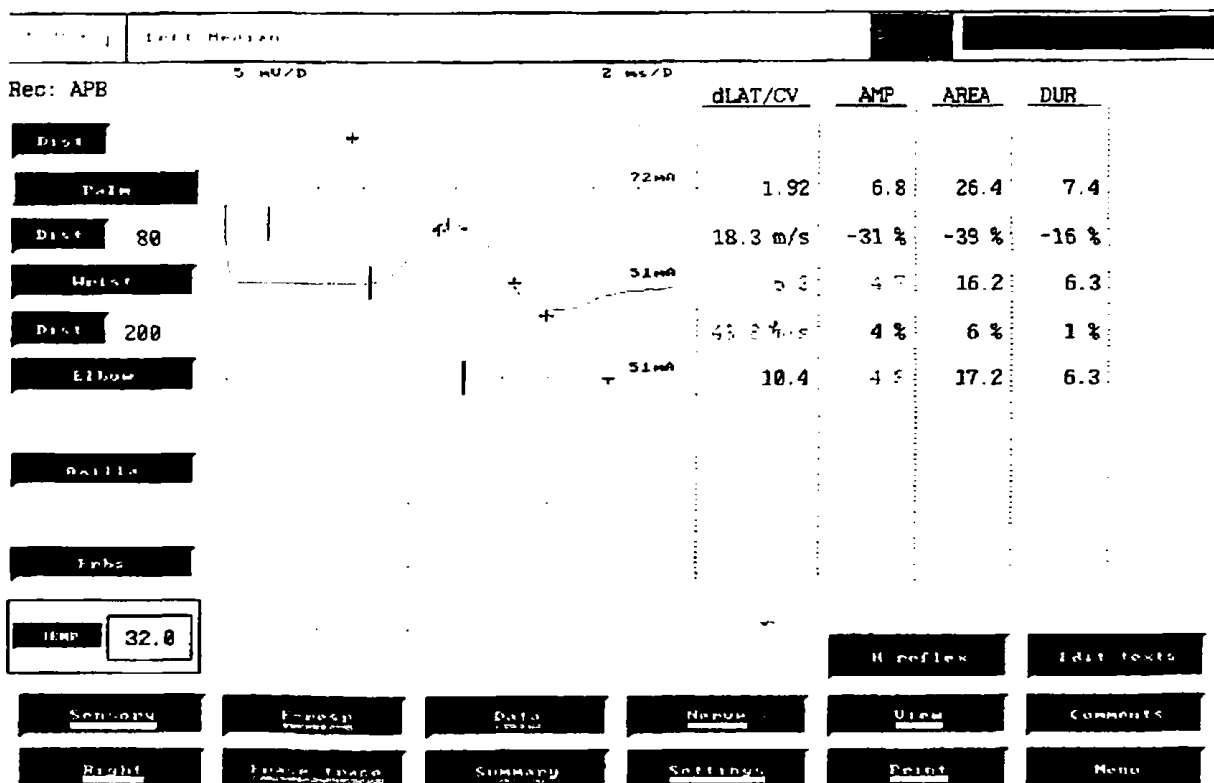 Left Median
5 mV/D 2 ms/D
Rec: APB
dLAT/CV AMP AREA DUR
Dist
Palm 72mA 1.92 6.8 26.4 7.4
Dist 80 18.3 m/s -31 % -39 % -16 %
Wrist 51mA 16.2 6.3
Dist 200 4 % 6 % 1 %
Elbow 51mA 10.4 17.2 6.3
Axilla
Erbs
TEMP 32.0
H reflex Edit texts
Sensory F-resp Data Nerve View Comments
Right Erase trace Summary Settings Print Menu